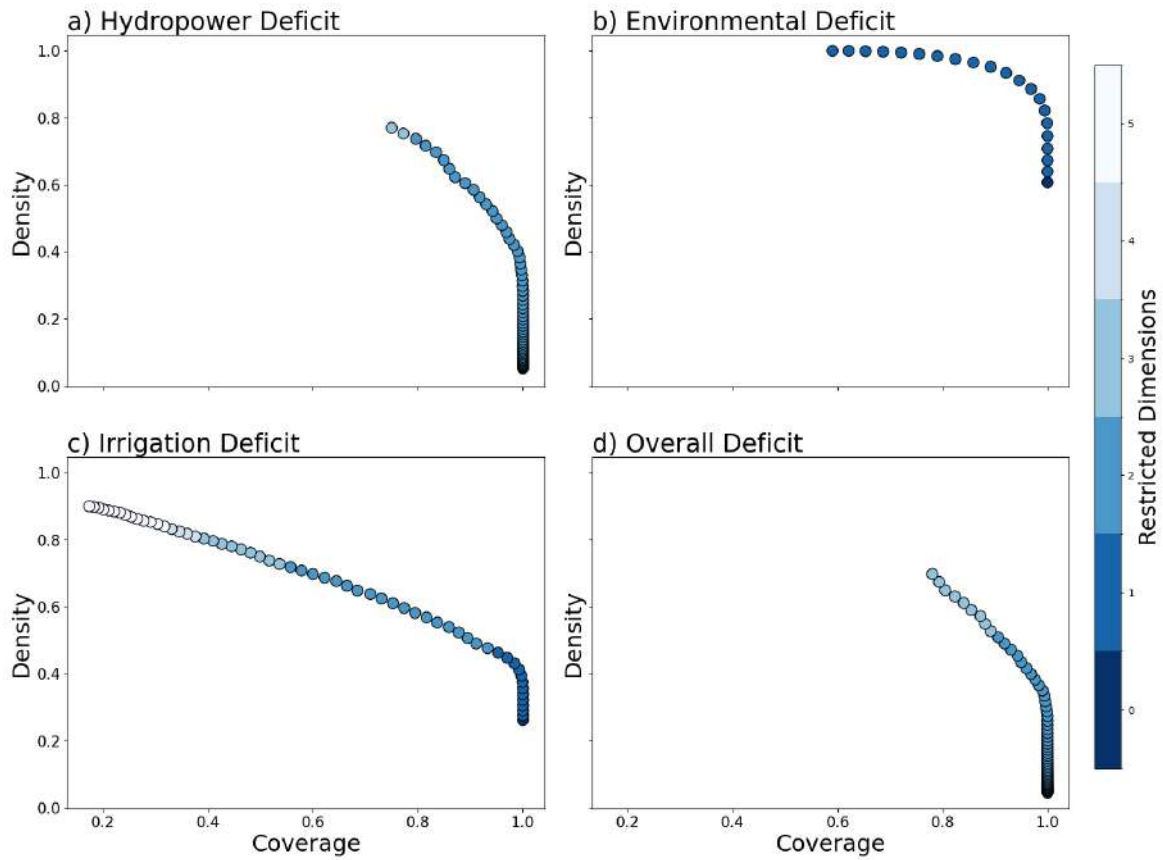 a) Hydropower Deficit
b) Environmental Deficit
1.0
0.8
0.6
0.4
0.2
0.0
Density
Density
5
4
3
2
1
0
Restricted Dimensions
c) Irrigation Deficit
d) Overall Deficit
1.0
0.8
0.6
0.4
0.2
0.0
Density
Density
0.2 0.4 0.6 0.8 1.0
0.2 0.4 0.6 0.8 1.0
Coverage
Coverage